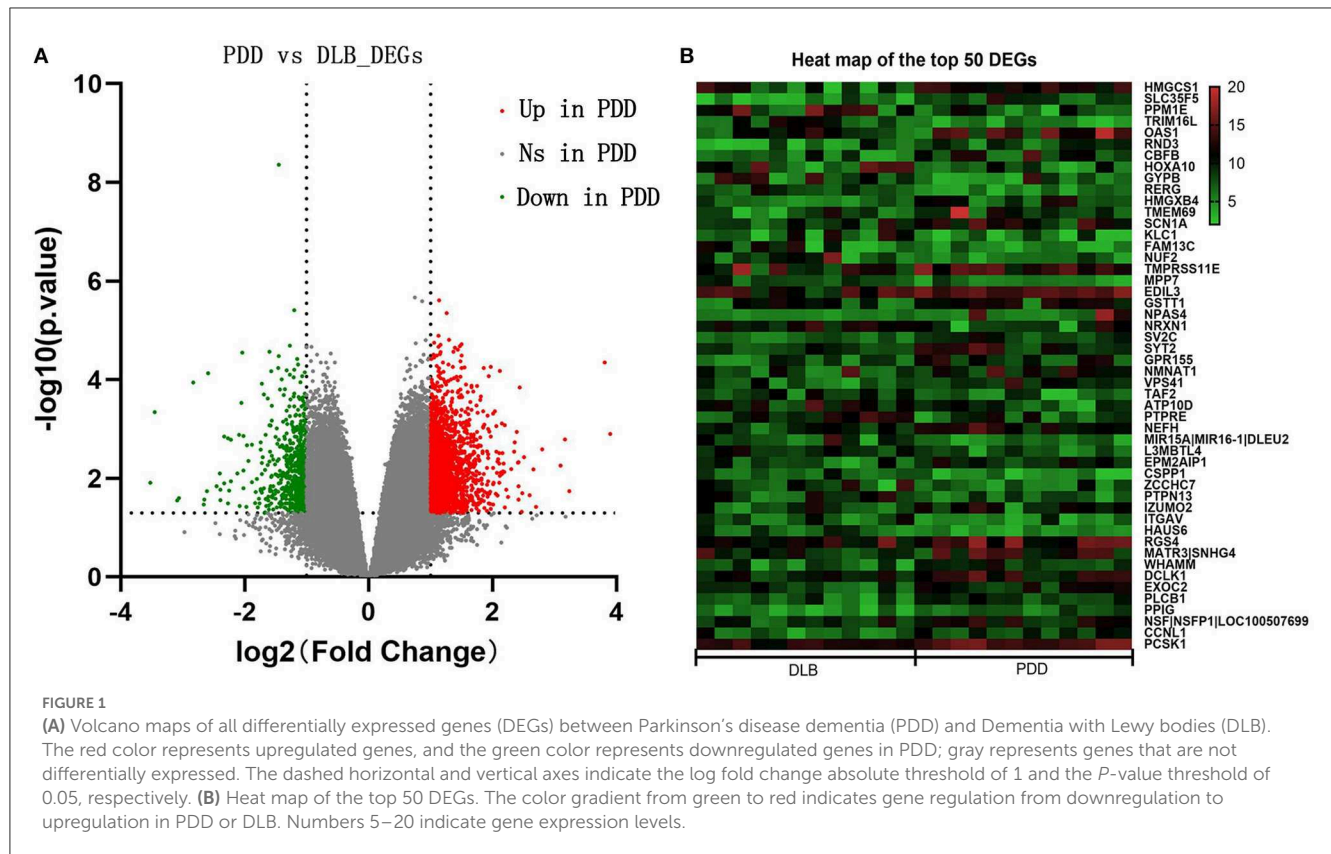 A
PDD vs DLB_DEGs
10
8
6
4
2
0
-4
-2
0
2
4
-log10(p.value)
log2(Fold Change)
Up in PDD
Ns in PDD
Down in PDD
B
Heat map of the top 50 DEGs
HMGCS1
SLC35F5
PPM1E
TRIM16L
OAS1
RND3
CBFB
HOXA10
GYPB
RERG
HMGXB4
TMEM69
SCN1A
KLC1
FAM13C
NUF2
TMPRSS11E
MPP7
EDIL3
GSTT1
NPAS4
NRXN1
SV2C
SYT2
GPR155
NMNAT1
VPS41
TAF2
ATP10D
PTPRE
NEFH
MIR15A|MIR16-1|DLEU2
L3MBTL4
EPM2AIP1
CSPP1
ZCCHC7
PTPN13
IZUMO2
ITGAV
HAUS6
RGS4
MATR3|SNHG4
WHAMM
DCLK1
EXOC2
PLCB1
PPIG
NSF|NSFP1|LOC100507699
CCNL1
PCSK1
20
15
10
5
DLB
PDD
FIGURE 1
(A) Volcano maps of all differentially expressed genes (DEGs) between Parkinson's disease dementia (PDD) and Dementia with Lewy bodies (DLB).
The red color represents upregulated genes, and the green color represents downregulated genes in PDD; gray represents genes that are not
differentially expressed. The dashed horizontal and vertical axes indicate the log fold change absolute threshold of 1 and the P-value threshold of
0.05, respectively. (B) Heat map of the top 50 DEGs. The color gradient from green to red indicates gene regulation from downregulation to
upregulation in PDD or DLB. Numbers 5–20 indicate gene expression levels.